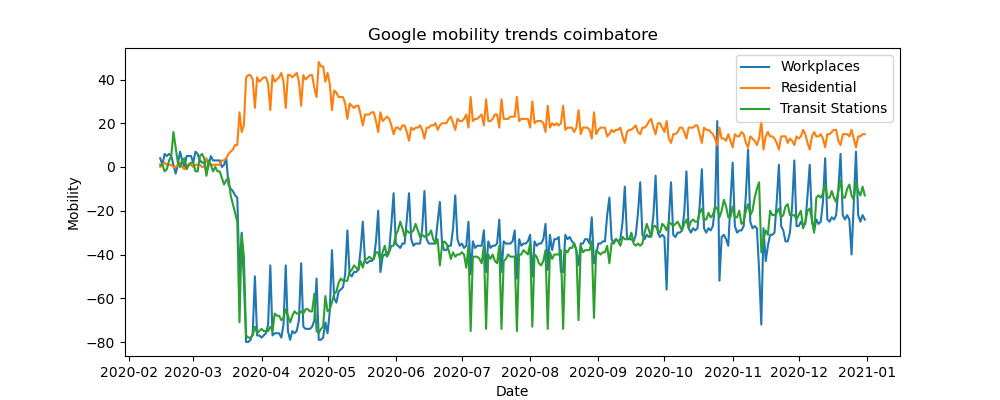 Google mobility trends coimbatore
Workplaces
Residential
Transit Stations
40
20
0
−20
−40
−60
−80
Mobility
2020-02 2020-03 2020-04 2020-05 2020-06 2020-07 2020-08 2020-09 2020-10 2020-11 2020-12 2021-01
Date